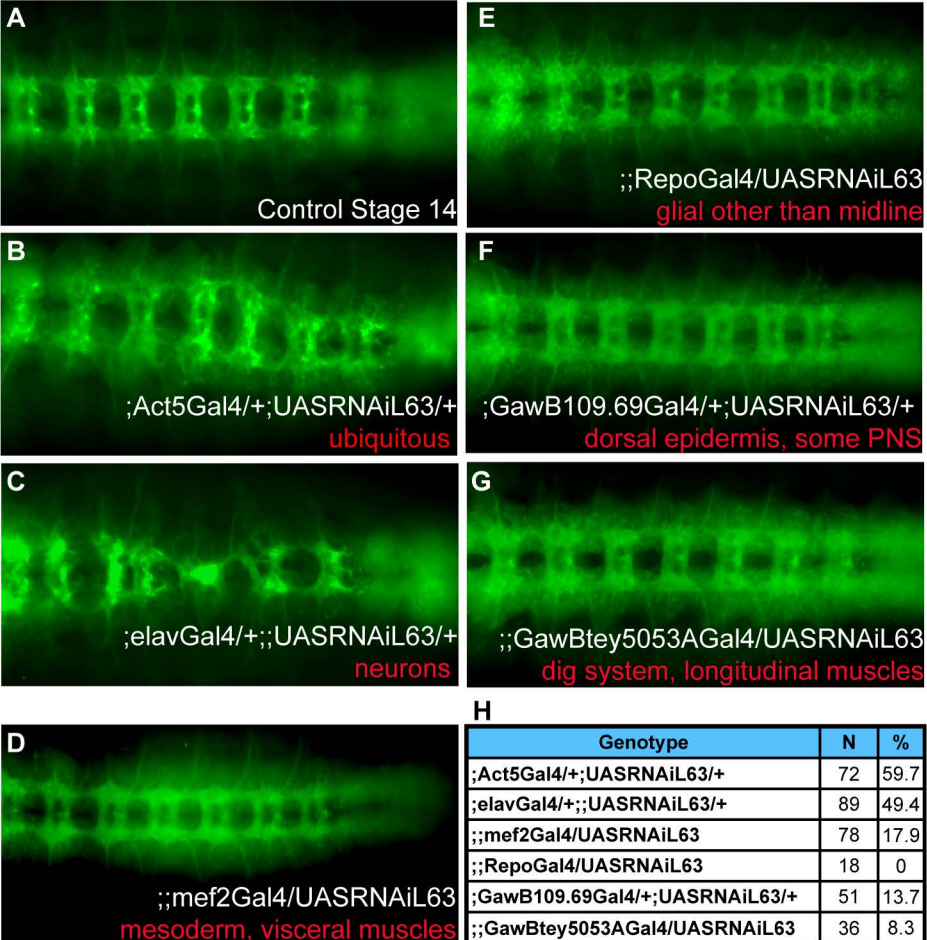 A
Control Stage 14
B
;Act5Gal4/+;UASRNAiL63/+
ubiquitous
C
;elavGal4/+;;UASRNAiL63/+
neurons
D
;;mef2Gal4/UASRNAiL63
mesoderm, visceral muscles
E
;;RepoGal4/UASRNAiL63
glial other than midline
F
;GawB109.69Gal4/+;UASRNAiL63/+
dorsal epidermis, some PNS
G
;;GawBtey5053AGal4/UASRNAiL63
dig system, longitudinal muscles
H
Genotype N %
;Act5Gal4/+;UASRNAiL63/+ 72 59.7
;elavGal4/+;;UASRNAiL63/+ 89 49.4
;;mef2Gal4/UASRNAiL63 78 17.9
;;RepoGal4/UASRNAiL63 18 0
;GawB109.69Gal4/+;UASRNAiL63/+ 51 13.7
;;GawBtey5053AGal4/UASRNAiL63 36 8.3